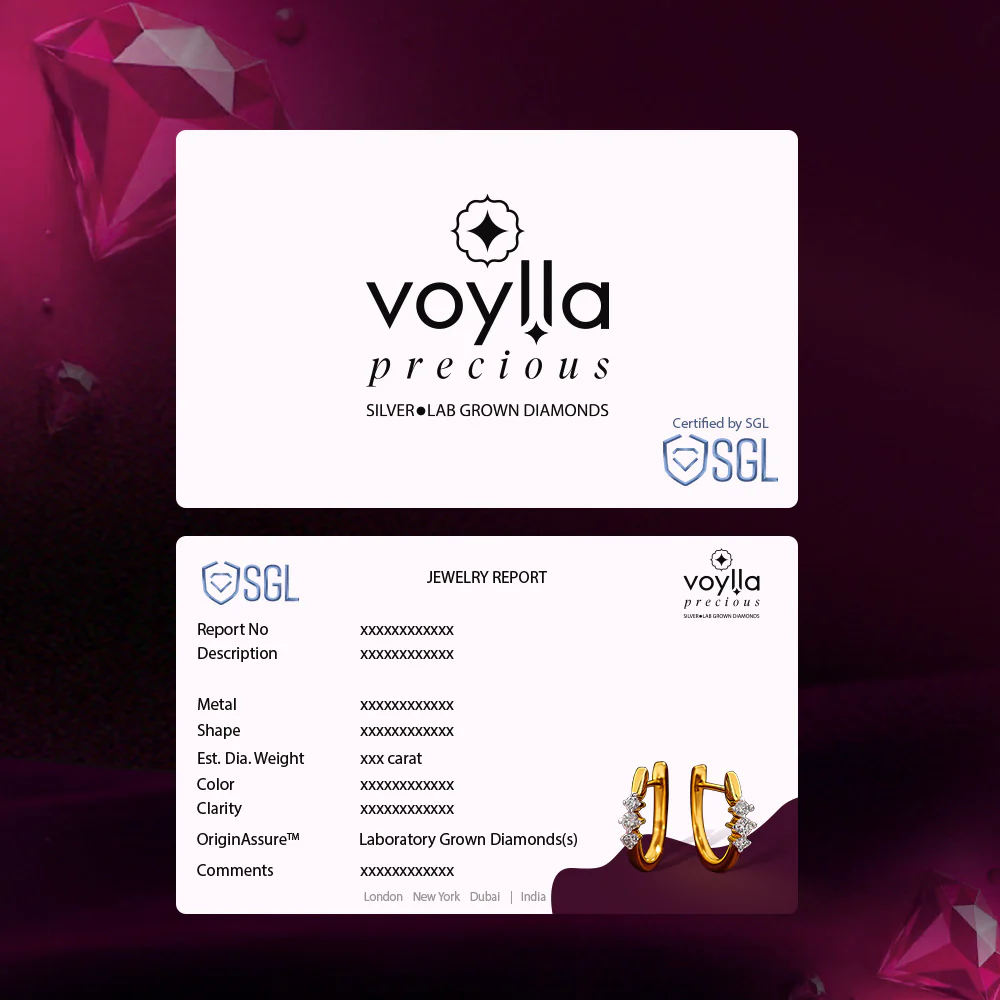 voylla
precious
SILVER●LAB GROWN DIAMONDS
Certified by SGL
SGL
SGL
JEWELRY REPORT
voylla
precious
SILVER●LAB GROWN DIAMONDS
Report No xxxxxxxxxxxx
Description xxxxxxxxxxxx
Metal xxxxxxxxxxxx
Shape xxxxxxxxxxxx
Est. Dia. Weight xxx carat
Color xxxxxxxxxxxx
Clarity xxxxxxxxxxxx
OriginAssure™ Laboratory Grown Diamonds(s)
Comments xxxxxxxxxxxx
London New York Dubai | India